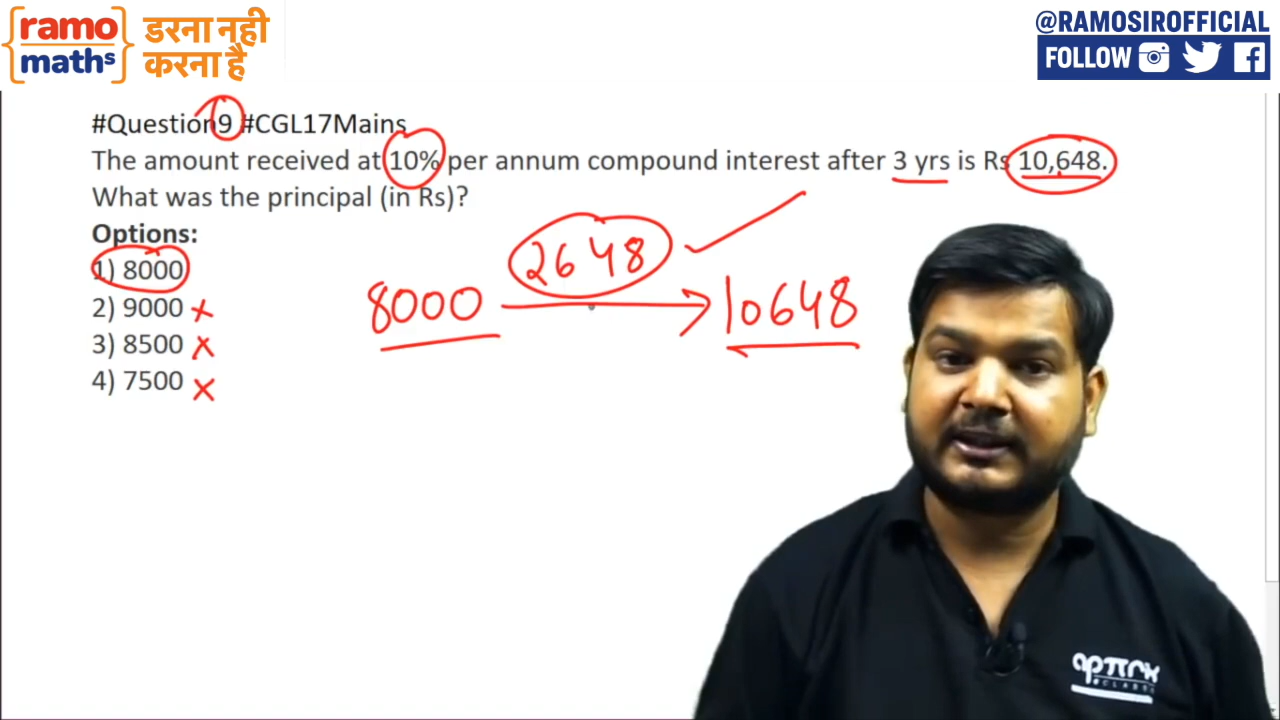 ramo
maths
डरना नही
करना है
@RAMOSIROFFICIAL
FOLLOW
#Question9 #CGL17Mains
The amount received at 10% per annum compound interest after 3 yrs is Rs 10,648.
What was the principal (in Rs)?
Options:
1) 8000
2) 9000 x
3) 8500 x
4) 7500 x
2648
8000 → 10648
CLASSES